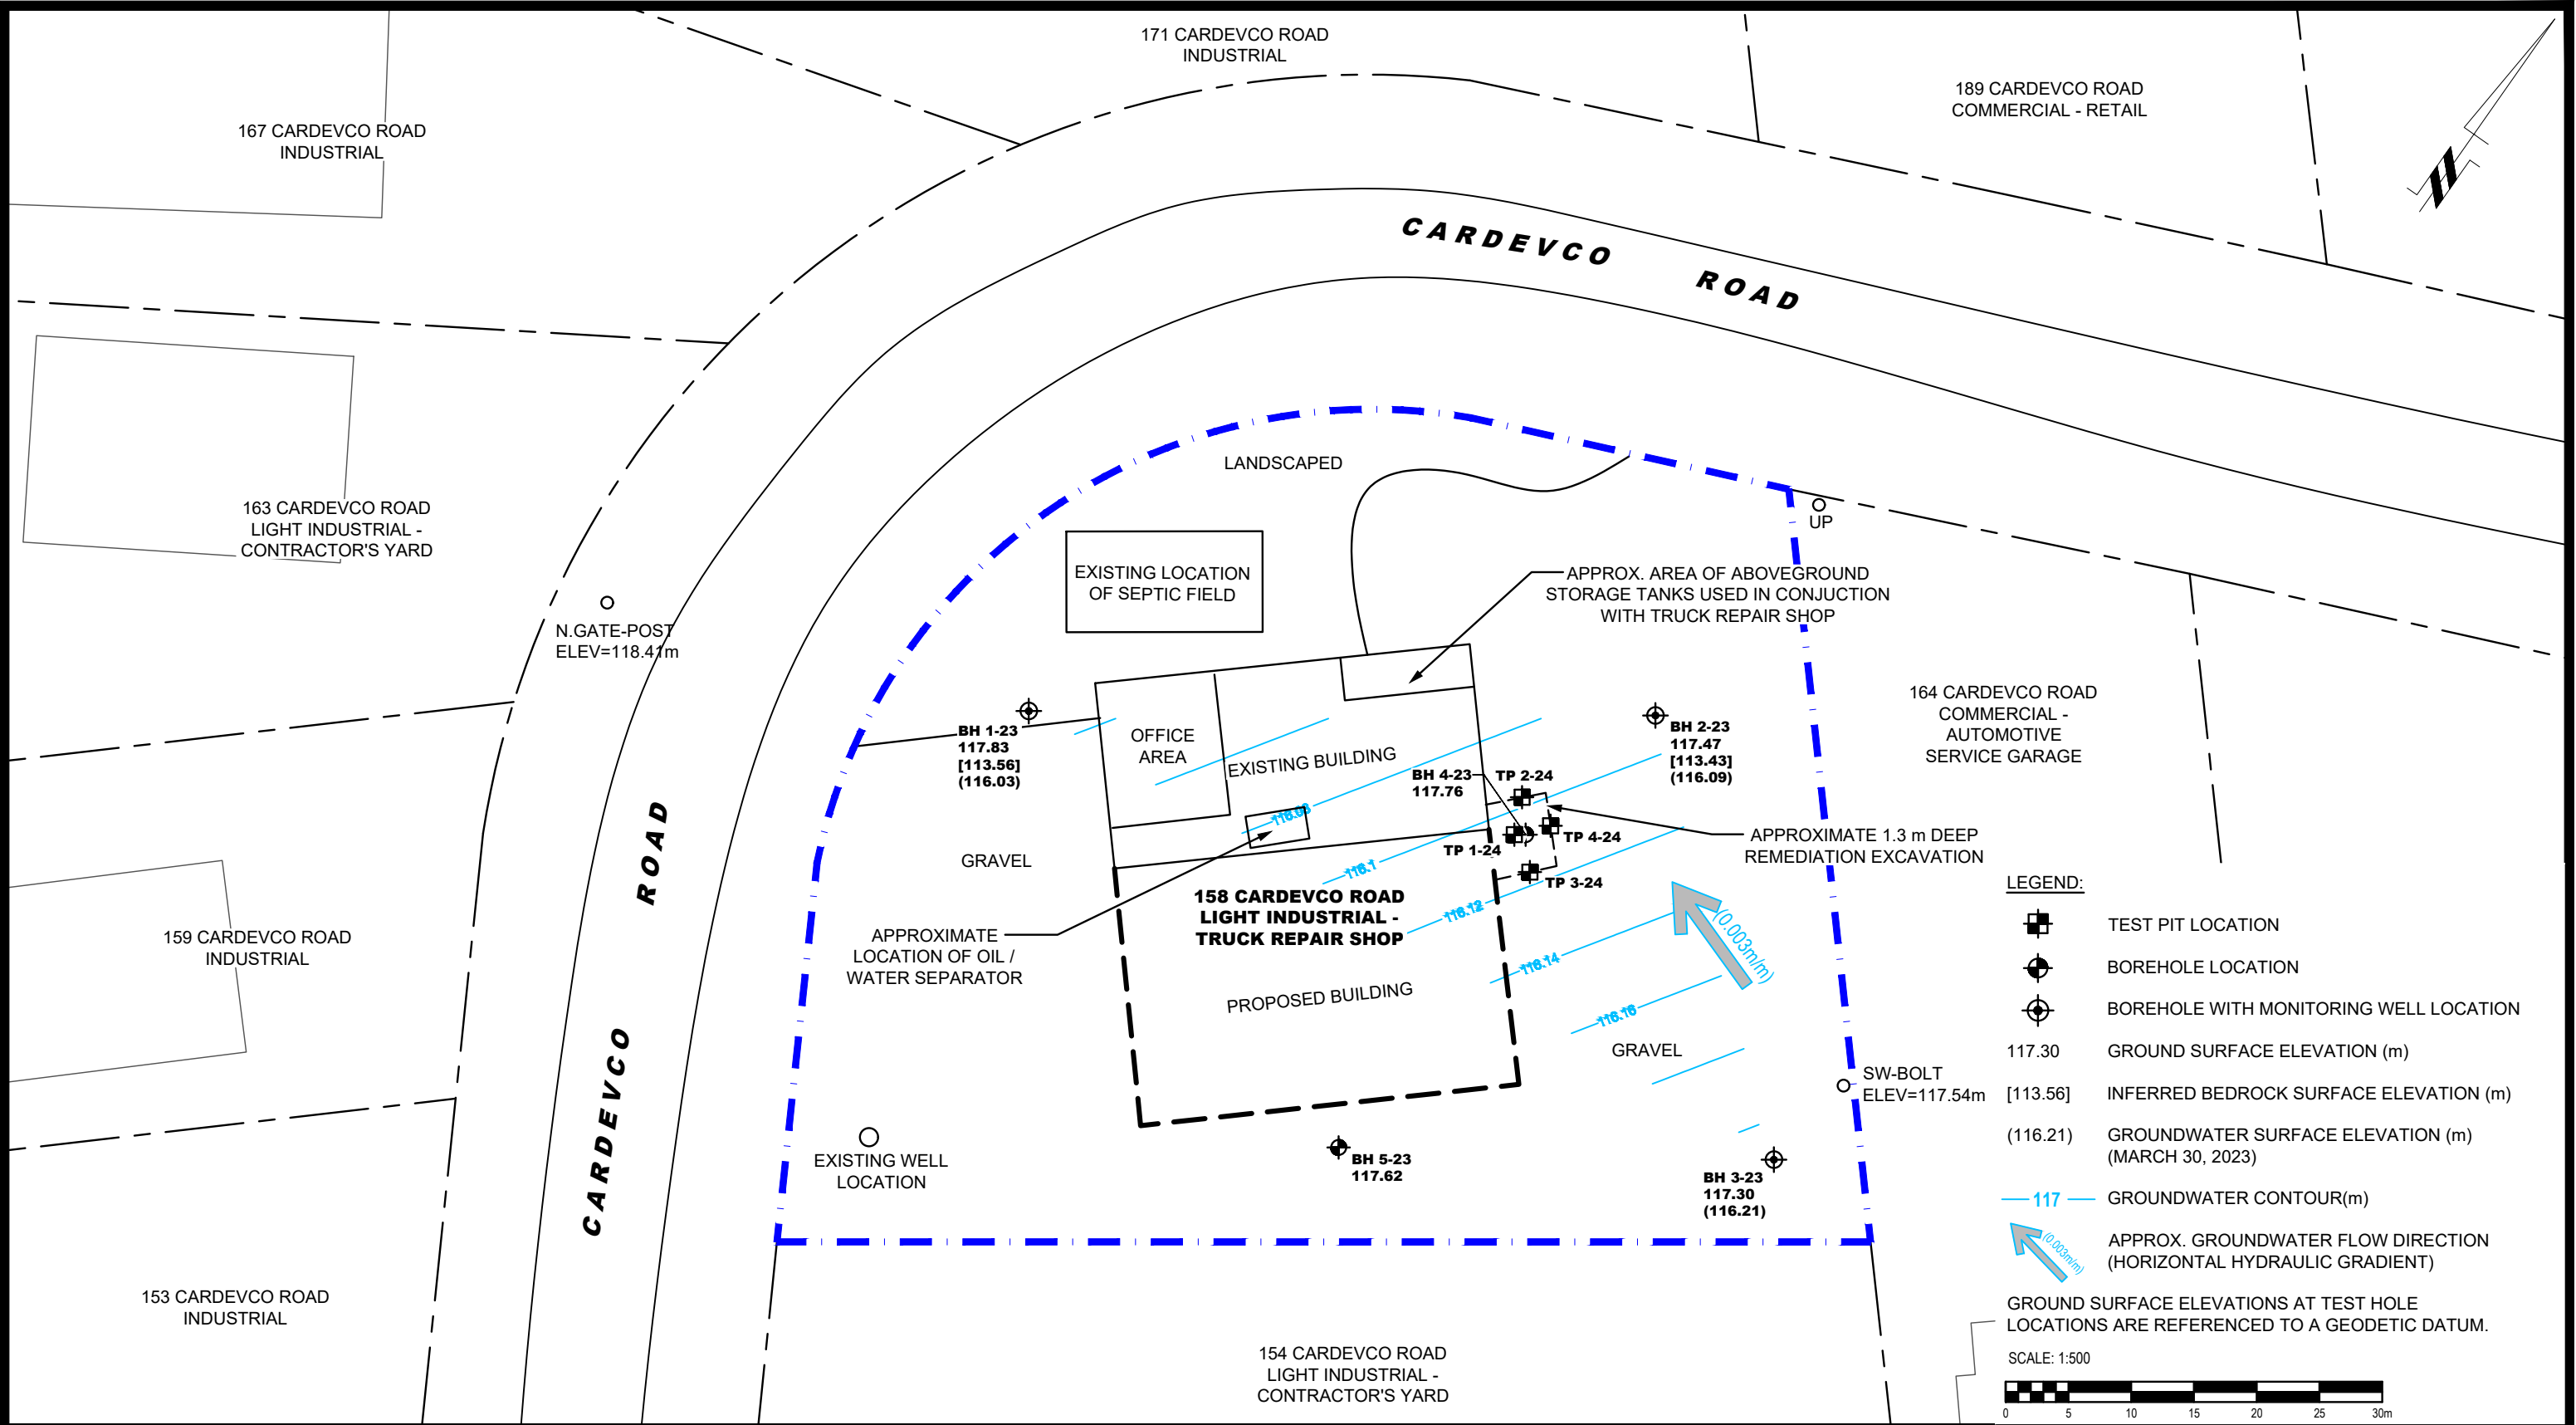 171 CARDEVCO ROAD
INDUSTRIAL
189 CARDEVCO ROAD
COMMERCIAL - RETAIL
167 CARDEVCO ROAD
INDUSTRIAL
CARDEVCO ROAD
163 CARDEVCO ROAD
LIGHT INDUSTRIAL -
CONTRACTOR'S YARD
LANDSCAPED
UP
EXISTING LOCATION
OF SEPTIC FIELD
APPROX. AREA OF ABOVEGROUND
STORAGE TANKS USED IN CONJUCTION
WITH TRUCK REPAIR SHOP
N.GATE-POST
ELEV=118.41m
164 CARDEVCO ROAD
COMMERCIAL -
AUTOMOTIVE
SERVICE GARAGE
BH 1-23
117.83
[113.56]
(116.03)
OFFICE
AREA
EXISTING BUILDING
BH 2-23
117.47
[113.43]
(116.09)
BH 4-23
117.76
TP 2-24
TP 4-24
TP 1-24
TP 3-24
APPROXIMATE 1.3 m DEEP
REMEDIATION EXCAVATION
116.1
116.12
116.14
116.16
(0.003m/m)
GRAVEL
158 CARDEVCO ROAD
LIGHT INDUSTRIAL -
TRUCK REPAIR SHOP
APPROXIMATE
LOCATION OF OIL /
WATER SEPARATOR
PROPOSED BUILDING
GRAVEL
159 CARDEVCO ROAD
INDUSTRIAL
CARDEVCO ROAD
SW-BOLT
ELEV=117.54m
EXISTING WELL
LOCATION
BH 5-23
117.62
BH 3-23
117.30
(116.21)
153 CARDEVCO ROAD
INDUSTRIAL
154 CARDEVCO ROAD
LIGHT INDUSTRIAL -
CONTRACTOR'S YARD
LEGEND:
TEST PIT LOCATION
BOREHOLE LOCATION
BOREHOLE WITH MONITORING WELL LOCATION
117.30 GROUND SURFACE ELEVATION (m)
[113.56] INFERRED BEDROCK SURFACE ELEVATION (m)
(116.21) GROUNDWATER SURFACE ELEVATION (m)
(MARCH 30, 2023)
117 GROUNDWATER CONTOUR(m)
(0.003m/m) APPROX. GROUNDWATER FLOW DIRECTION
(HORIZONTAL HYDRAULIC GRADIENT)
GROUND SURFACE ELEVATIONS AT TEST HOLE
LOCATIONS ARE REFERENCED TO A GEODETIC DATUM.
SCALE: 1:500
0 5 10 15 20 25 30m